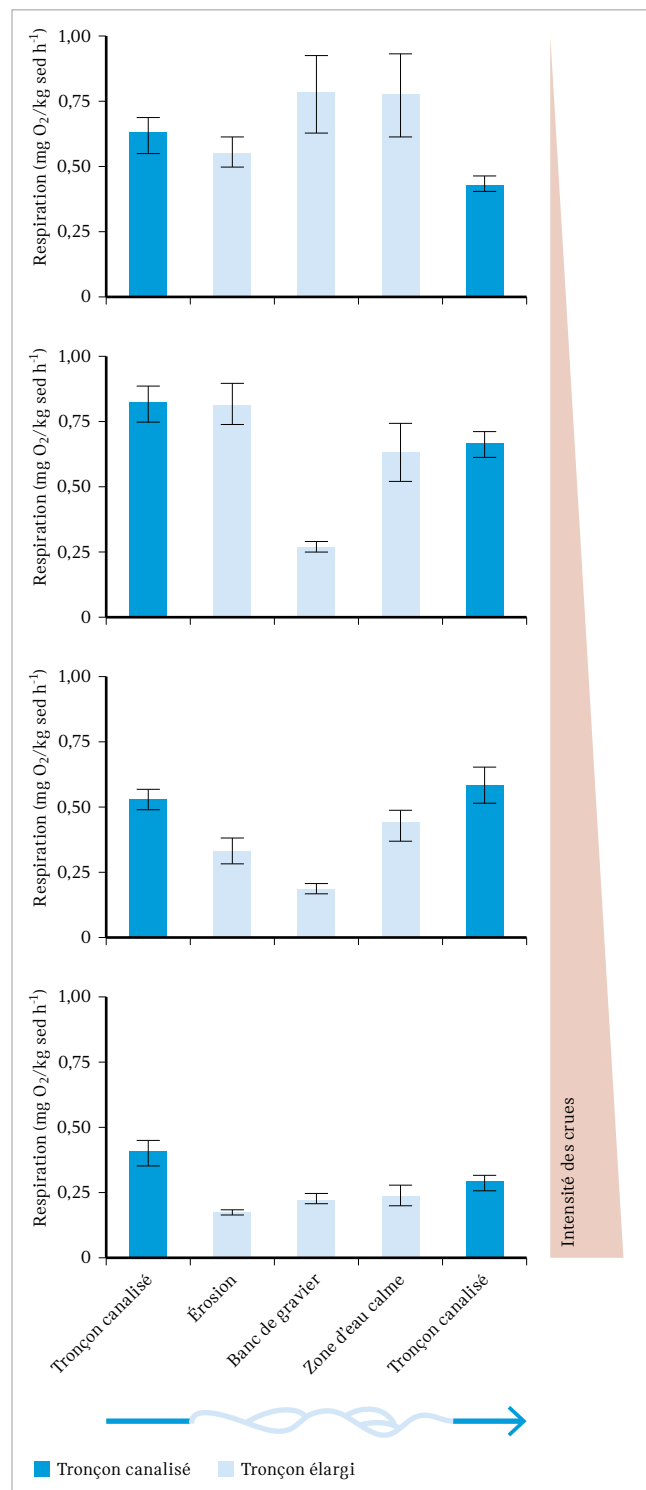 Respiration (mg O₂/kg sed h⁻¹)
1,00
0,75
0,50
0,25
0
Respiration (mg O₂/kg sed h⁻¹)
1,00
0,75
0,50
0,25
0
Respiration (mg O₂/kg sed h⁻¹)
1,00
0,75
0,50
0,25
0
Respiration (mg O₂/kg sed h⁻¹)
1,00
0,75
0,50
0,25
0
Intensité des crues
Tronçon canalisé
Érosion
Banc de gravier
Zone d'eau calme
Tronçon canalisé
Tronçon canalisé
Tronçon élargi